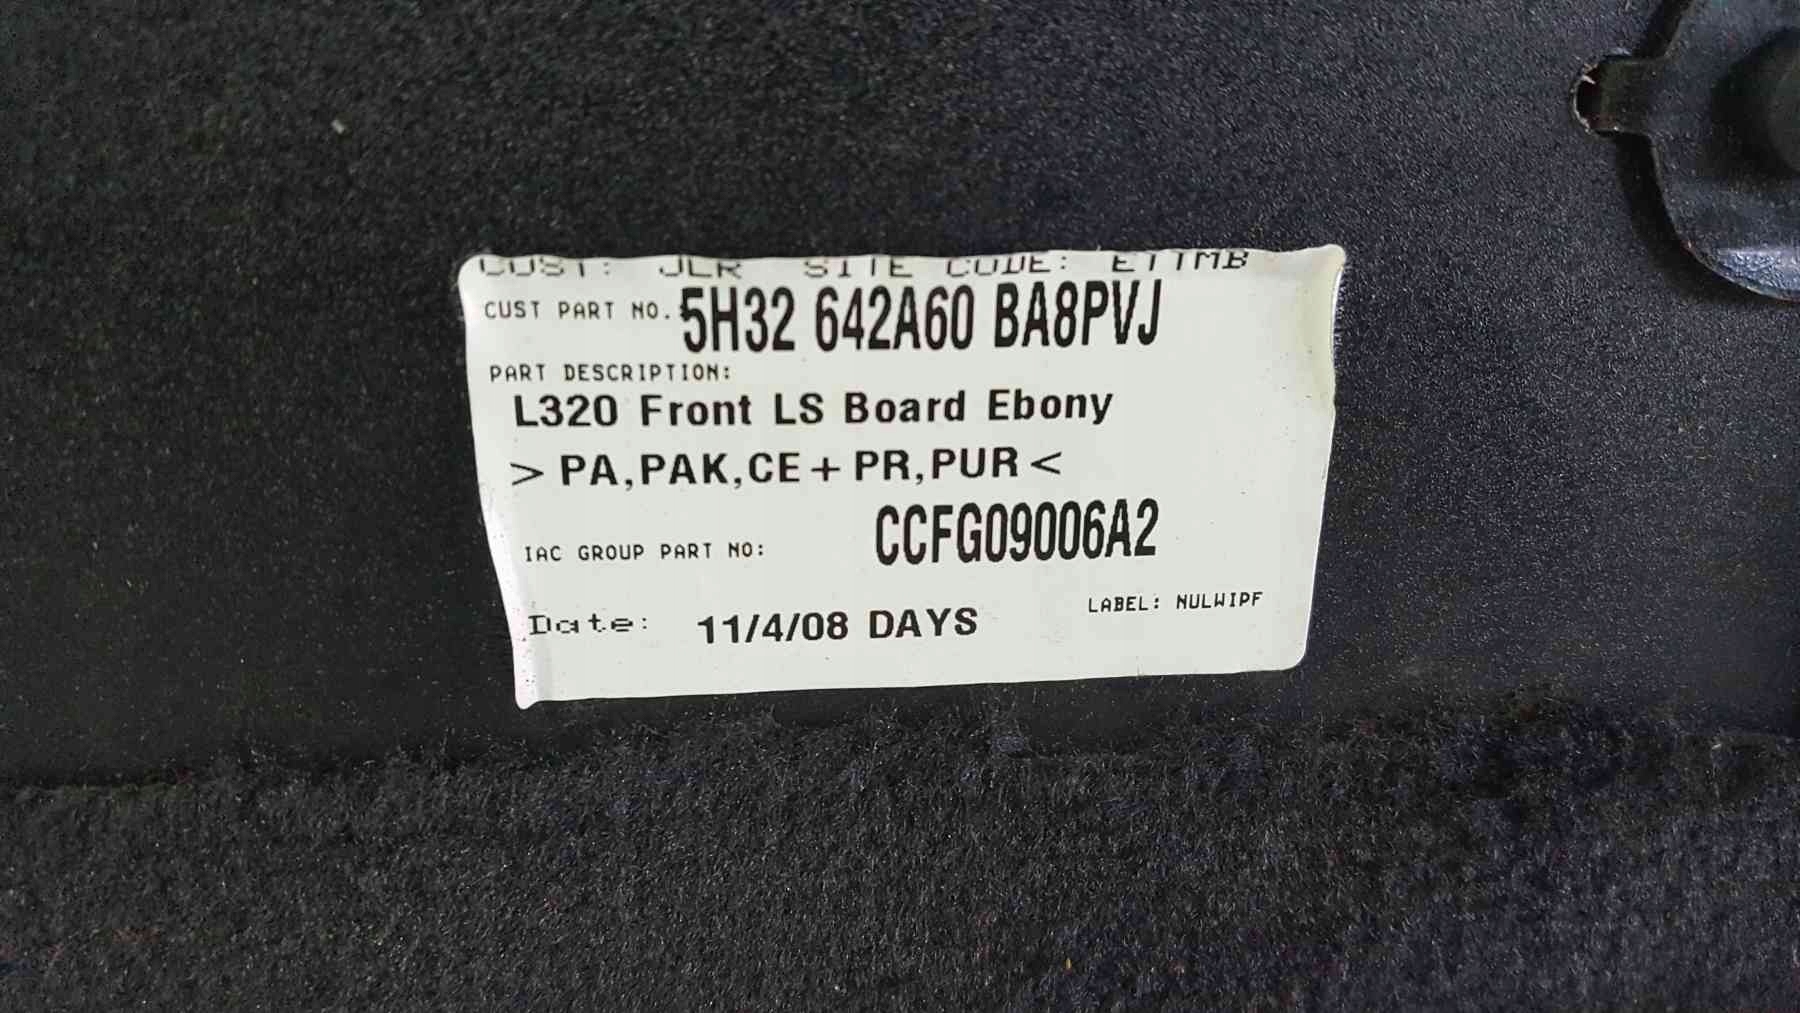 CUST: JLR SITE CODE: ET1MB
CUST PART NO. 5H32 642A60 BA8PVJ
PART DESCRIPTION:
L320 Front LS Board Ebony
> PA,PAK,CE+PR,PUR <
IAC GROUP PART NO: CCFG09006A2
Date: 11/4/08 DAYS
LABEL: NULWIPF